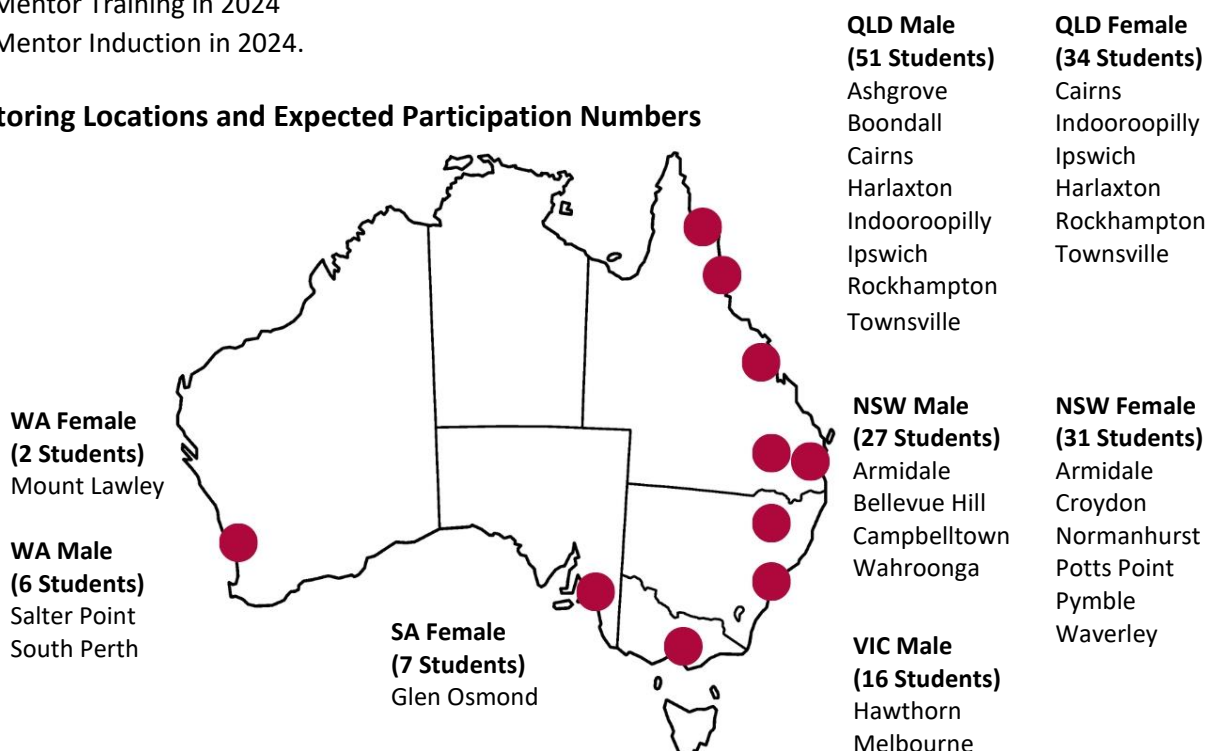 Mentor Training in 2024
Mentor Induction in 2024.
toring Locations and Expected Participation Numbers
QLD Male
(51 Students)
Ashgrove
Boondall
Cairns
Harlaxton
Indooroopilly
Ipswich
Rockhampton
Townsville
QLD Female
(34 Students)
Cairns
Indooroopilly
Ipswich
Harlaxton
Rockhampton
Townsville
WA Female
(2 Students)
Mount Lawley
WA Male
(6 Students)
Salter Point
South Perth
SA Female
(7 Students)
Glen Osmond
NSW Male
(27 Students)
Armidale
Bellevue Hill
Campbelltown
Wahroonga
NSW Female
(31 Students)
Armidale
Croydon
Normanhurst
Potts Point
Pymble
Waverley
VIC Male
(16 Students)
Hawthorn
Melbourne